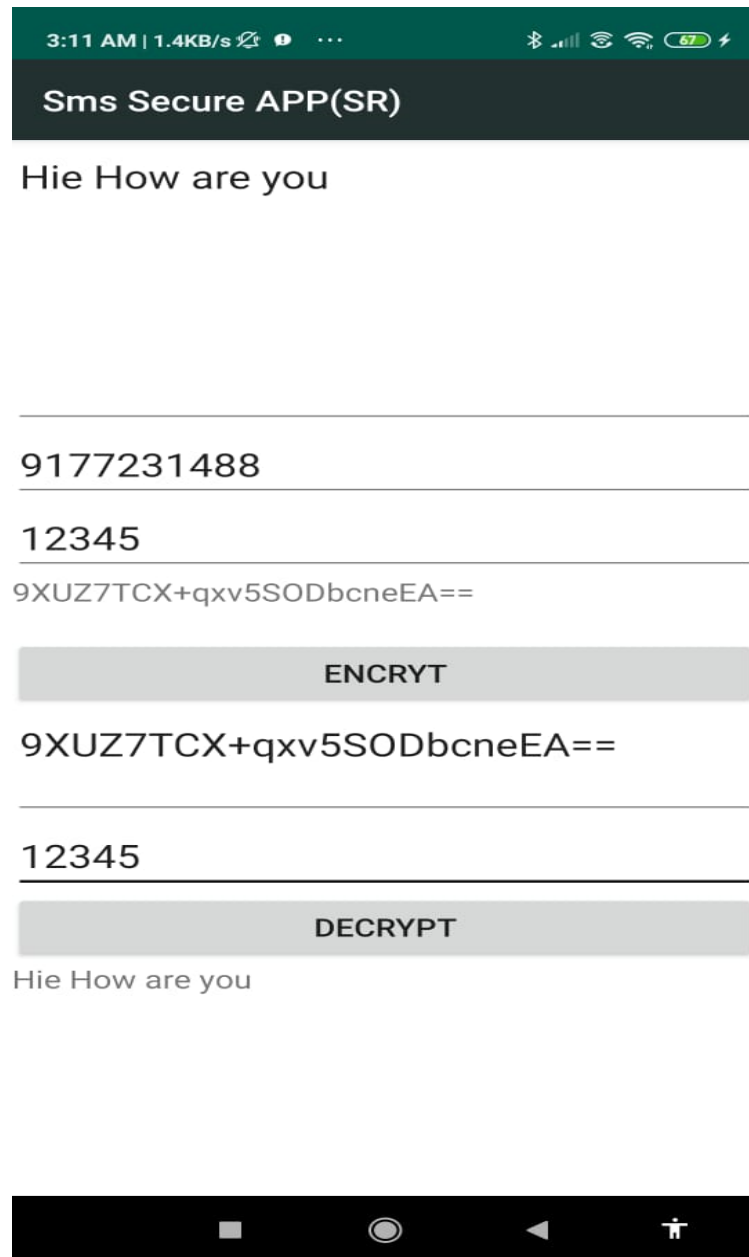 3:11 AM | 1.4KB/s ... 67
Sms Secure APP(SR)
Hie How are you
9177231488
12345
9XUZ7TCX+qxv5SODbcneEA==
ENCRYT
9XUZ7TCX+qxv5SODbcneEA==
12345
DECRYPT
Hie How are you